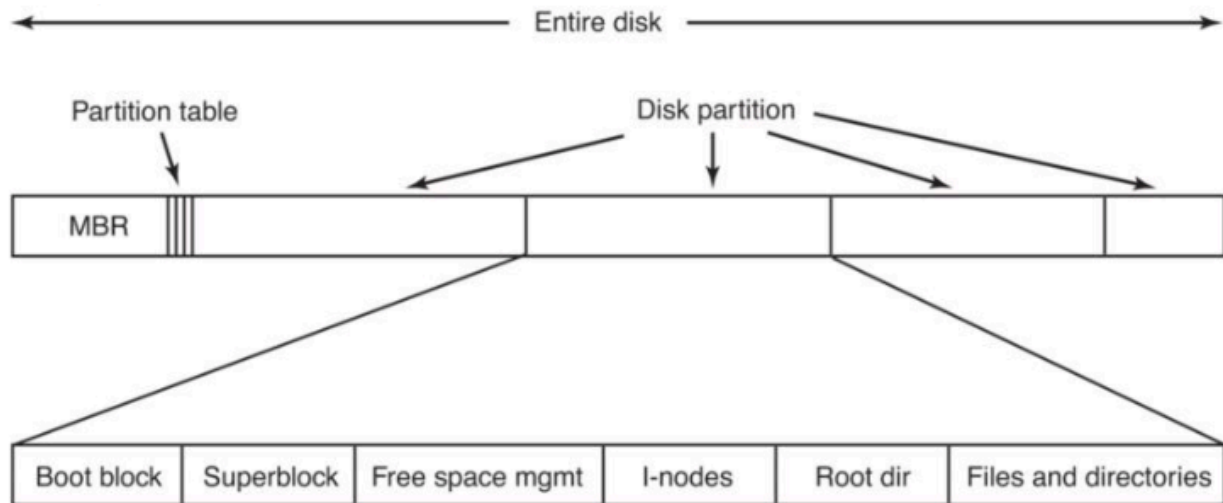 Entire disk
Partition table
Disk partition
MBR
Boot block
Superblock
Free space mgmt
I-nodes
Root dir
Files and directories